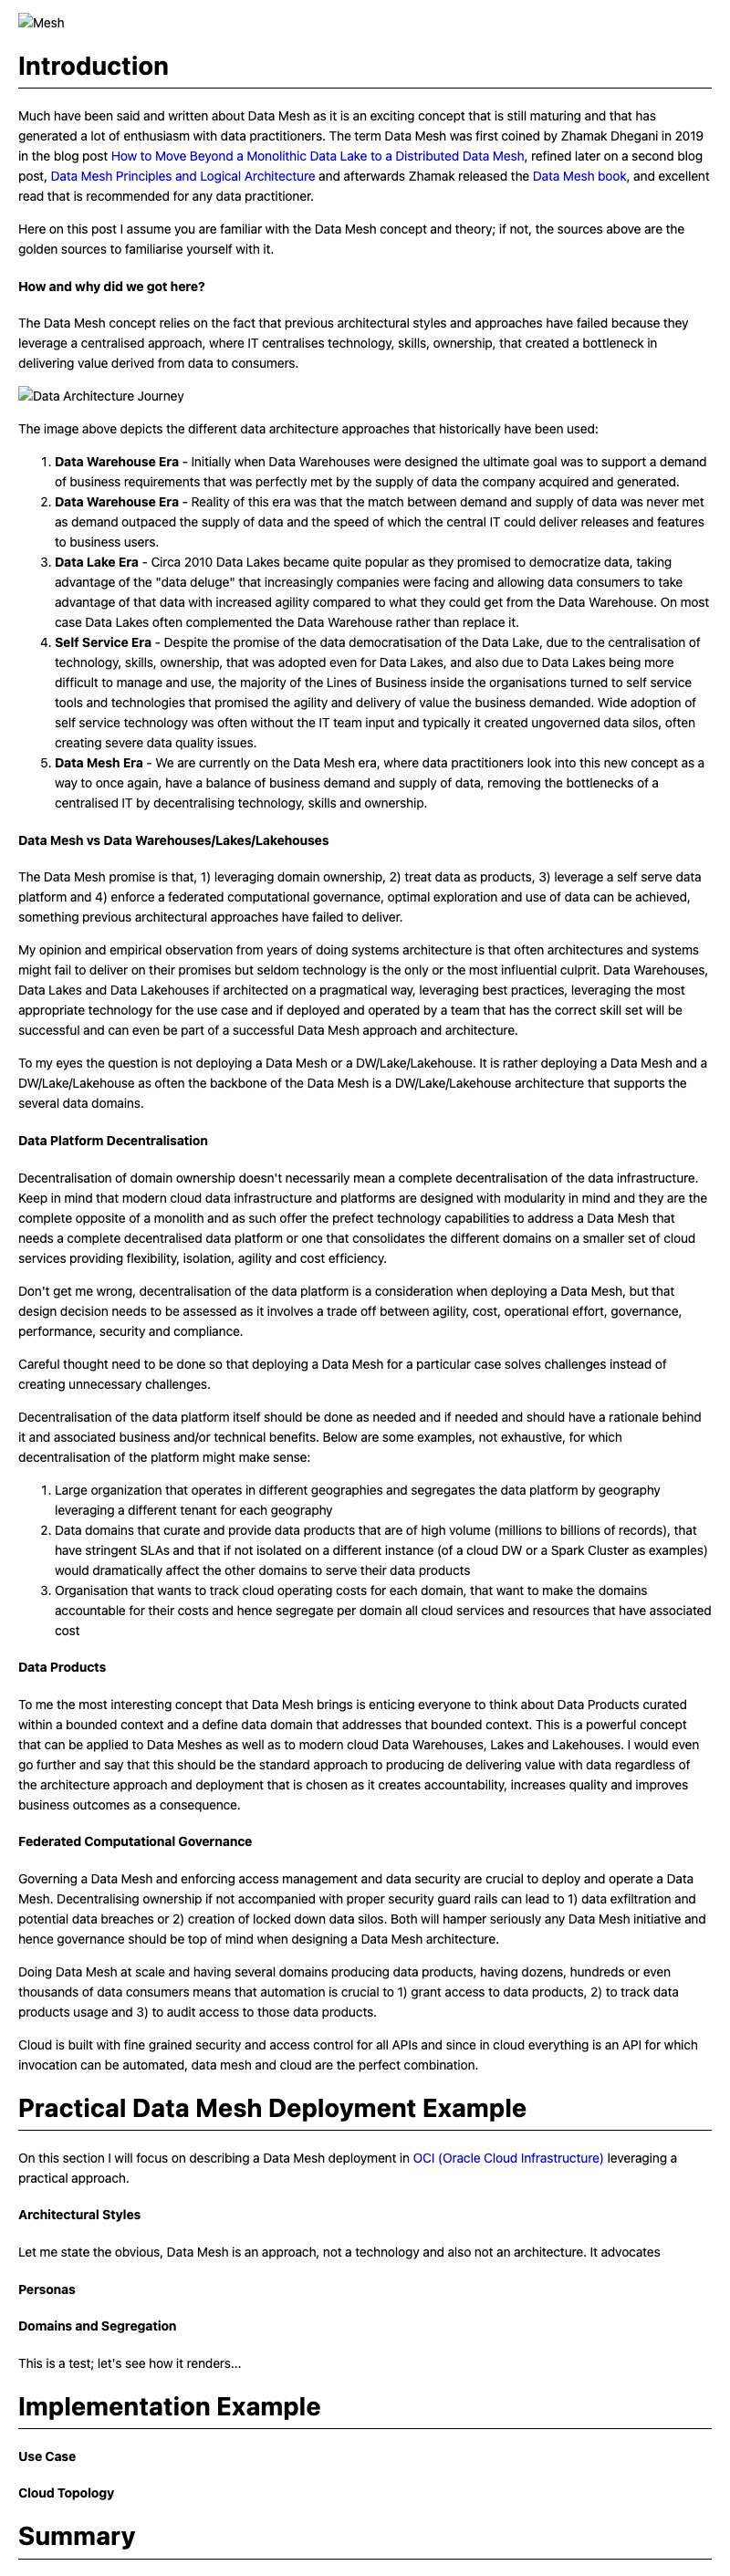 Mesh
Introduction
Much have been said and written about Data Mesh as it is an exciting concept that is still maturing and that has
generated a lot of enthusiasm with data practitioners. The term Data Mesh was first coined by Zhamak Dhegani in 2019
in the blog post How to Move Beyond a Monolithic Data Lake to a Distributed Data Mesh, refined later on a second blog
post, Data Mesh Principles and Logical Architecture and afterwards Zhamak released the Data Mesh book, and excellent
read that is recommended for any data practitioner.
Here on this post I assume you are familiar with the Data Mesh concept and theory; if not, the sources above are the
golden sources to familiarise yourself with it.
How and why did we got here?
The Data Mesh concept relies on the fact that previous architectural styles and approaches have failed because they
leverage a centralised approach, where IT centralises technology, skills, ownership, that created a bottleneck in
delivering value derived from data to consumers.
Data Architecture Journey
The image above depicts the different data architecture approaches that historically have been used:
1. Data Warehouse Era - Initially when Data Warehouses were designed the ultimate goal was to support a demand
of business requirements that was perfectly met by the supply of data the company acquired and generated.
2. Data Warehouse Era - Reality of this era was that the match between demand and supply of data was never met
as demand outpaced the supply of data and the speed of which the central IT could deliver releases and features
to business users.
3. Data Lake Era - Circa 2010 Data Lakes became quite popular as they promised to democratize data, taking
advantage of the "data deluge" that increasingly companies were facing and allowing data consumers to take
advantage of that data with increased agility compared to what they could get from the Data Warehouse. On most
case Data Lakes often complemented the Data Warehouse rather than replace it.
4. Self Service Era - Despite the promise of the data democratisation of the Data Lake, due to the centralisation of
technology, skills, ownership, that was adopted even for Data Lakes, and also due to Data Lakes being more
difficult to manage and use, the majority of the Lines of Business inside the organisations turned to self service
tools and technologies that promised the agility and delivery of value the business demanded. Wide adoption of
self service technology was often without the IT team input and typically it created ungoverned data silos, often
creating severe data quality issues.
5. Data Mesh Era - We are currently on the Data Mesh era, where data practitioners look into this new concept as a
way to once again, have a balance of business demand and supply of data, removing the bottlenecks of a
centralised IT by decentralising technology, skills and ownership.
Data Mesh vs Data Warehouses/Lakes/Lakehouses
The Data Mesh promise is that, 1) leveraging domain ownership, 2) treat data as products, 3) leverage a self serve data
platform and 4) enforce a federated computational governance, optimal exploration and use of data can be achieved,
something previous architectural approaches have failed to deliver.
My opinion and empirical observation from years of doing systems architecture is that often architectures and systems
might fail to deliver on their promises but seldom technology is the only or the most influential culprit. Data Warehouses,
Data Lakes and Data Lakehouses if architected on a pragmatical way, leveraging best practices, leveraging the most
appropriate technology for the use case and if deployed and operated by a team that has the correct skill set will be
successful and can even be part of a successful Data Mesh approach and architecture.
To my eyes the question is not deploying a Data Mesh or a DW/Lake/Lakehouse. It is rather deploying a Data Mesh and a
DW/Lake/Lakehouse as often the backbone of the Data Mesh is a DW/Lake/Lakehouse architecture that supports the
several data domains.
Data Platform Decentralisation
Decentralisation of domain ownership doesn't necessarily mean a complete decentralisation of the data infrastructure.
Keep in mind that modern cloud data infrastructure and platforms are designed with modularity in mind and they are the
complete opposite of a monolith and as such offer the prefect technology capabilities to address a Data Mesh that
needs a complete decentralised data platform or one that consolidates the different domains on a smaller set of cloud
services providing flexibility, isolation, agility and cost efficiency.
Don't get me wrong, decentralisation of the data platform is a consideration when deploying a Data Mesh, but that
design decision needs to be assessed as it involves a trade off between agility, cost, operational effort, governance,
performance, security and compliance.
Careful thought need to be done so that deploying a Data Mesh for a particular case solves challenges instead of
creating unnecessary challenges.
Decentralisation of the data platform itself should be done as needed and if needed and should have a rationale behind
it and associated business and/or technical benefits. Below are some examples, not exhaustive, for which
decentralisation of the platform might make sense:
1. Large organization that operates in different geographies and segregates the data platform by geography
leveraging a different tenant for each geography
2. Data domains that curate and provide data products that are of high volume (millions to billions of records), that
have stringent SLAs and that if not isolated on a different instance (of a cloud DW or a Spark Cluster as examples)
would dramatically affect the other domains to serve their data products
3. Organisation that wants to track cloud operating costs for each domain, that want to make the domains
accountable for their costs and hence segregate per domain all cloud services and resources that have associated
cost
Data Products
To me the most interesting concept that Data Mesh brings is enticing everyone to think about Data Products curated
within a bounded context and a define data domain that addresses that bounded context. This is a powerful concept
that can be applied to Data Meshes as well as to modern cloud Data Warehouses, Lakes and Lakehouses. I would even
go further and say that this should be the standard approach to producing de delivering value with data regardless of
the architecture approach and deployment that is chosen as it creates accountability, increases quality and improves
business outcomes as a consequence.
Federated Computational Governance
Governing a Data Mesh and enforcing access management and data security are crucial to deploy and operate a Data
Mesh. Decentralising ownership if not accompanied with proper security guard rails can lead to 1) data exfiltration and
potential data breaches or 2) creation of locked down data silos. Both will hamper seriously any Data Mesh initiative and
hence governance should be top of mind when designing a Data Mesh architecture.
Doing Data Mesh at scale and having several domains producing data products, having dozens, hundreds or even
thousands of data consumers means that automation is crucial to 1) grant access to data products, 2) to track data
products usage and 3) to audit access to those data products.
Cloud is built with fine grained security and access control for all APIs and since in cloud everything is an API for which
invocation can be automated, data mesh and cloud are the perfect combination.
Practical Data Mesh Deployment Example
On this section I will focus on describing a Data Mesh deployment in OCI (Oracle Cloud Infrastructure) leveraging a
practical approach.
Architectural Styles
Let me state the obvious, Data Mesh is an approach, not a technology and also not an architecture. It advocates
Personas
Domains and Segregation
This is a test; let's see how it renders...
Implementation Example
Use Case
Cloud Topology
Summary